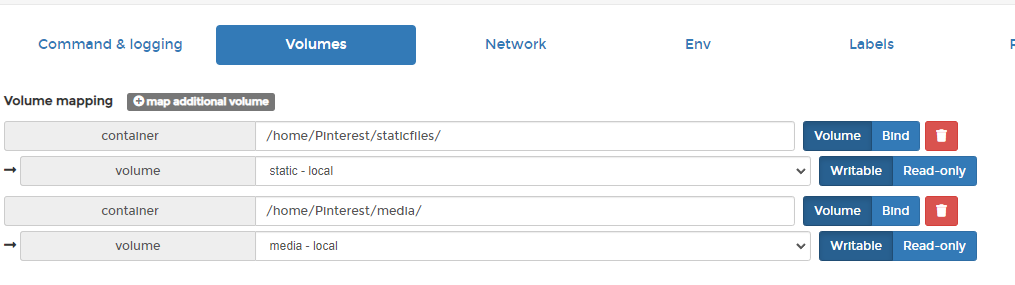 Command & logging Volumes Network Env Labels
Volume mapping map additional volume
container /home/Pinterest/staticfiles/ Volume Bind
volume static - local Writable Read-only
container /home/Pinterest/media/ Volume Bind
volume media - local Writable Read-only